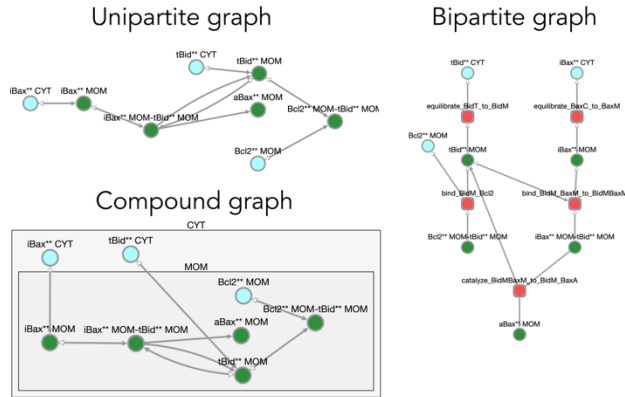 Unipartite graph
tBid** CYT
tBid** MOM
iBax** CYT
iBax** MOM
aBax** MOM
iBax** MOM-tBid** MOM
Bcl2** MOM-tBid** MOM
Bcl2** MOM
Compound graph
CYT
iBax** CYT
tBid** CYT
MOM
Bcl2** MOM
iBax** MOM
iBax** MOM-tBid** MOM
aBax** MOM
Bcl2** MOM-tBid** MOM
tBid** MOM
Bipartite graph
tBid** CYT
iBax** CYT
equilibrate_BidT_to_BidM
equilibrate_BaxC_to_BaxM
Bcl2** MOM
tBid** MOM
iBax** MOM
bind_BidM_Bcl2
bind_BidM_BaxM_to_BidMBaxM
Bcl2** MOM-tBid** MOM
iBax** MOM-tBid** MOM
catalyze_BidMBaxM_to_BidM_BaxA
aBax** MOM